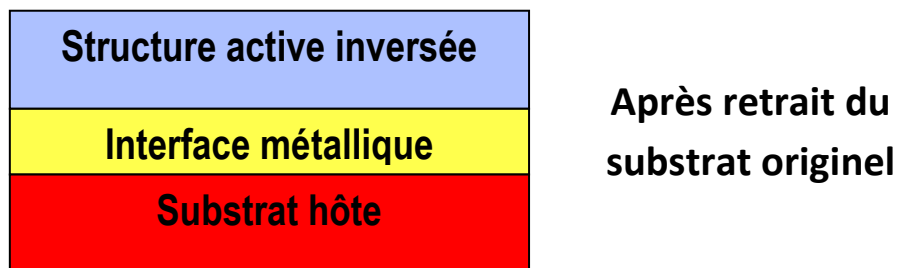 Structure active inversée
Interface métallique
Substrat hôte
Après retrait du
substrat originel